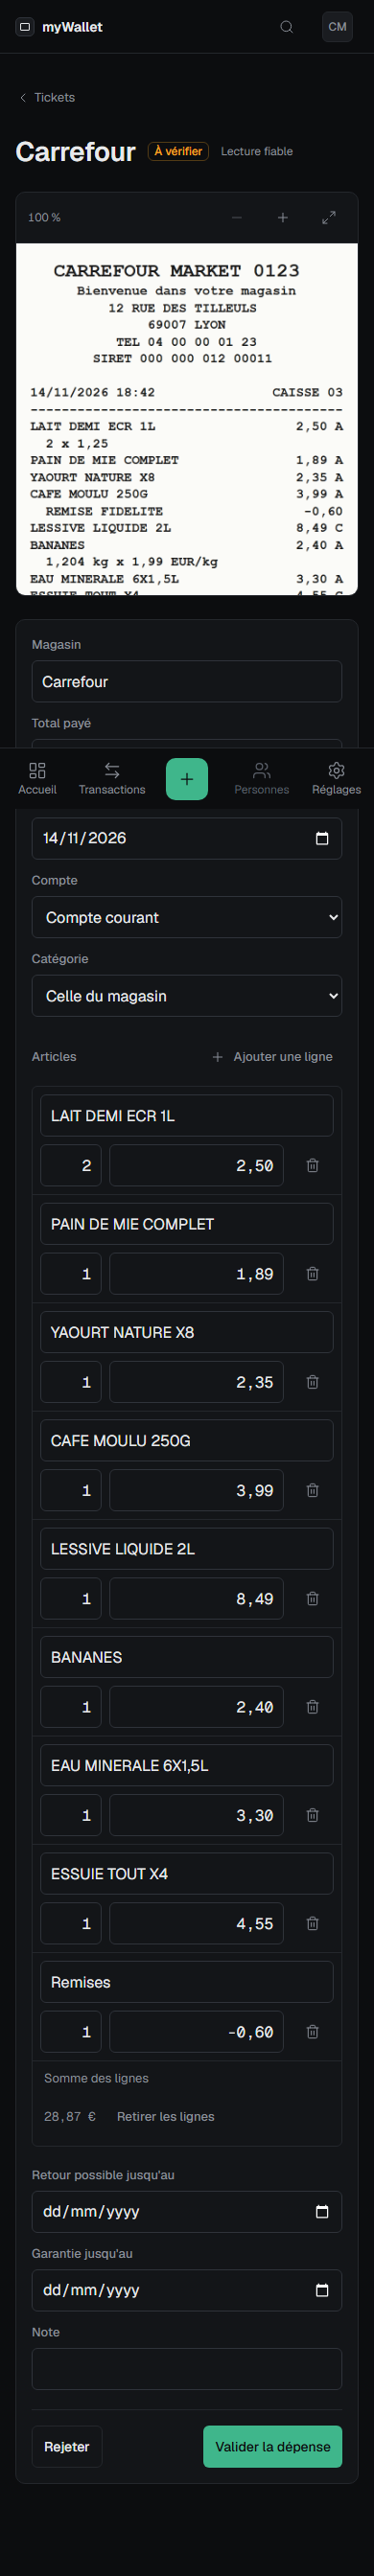 myWallet
CM
Tickets
Carrefour À vérifier Lecture fiable
100 %
CARREFOUR MARKET 0123
Bienvenue dans votre magasin
12 RUE DES TILLEULS
69007 LYON
TEL 04 00 00 01 23
SIRET 000 000 012 00011
14/11/2026 18:42 CAISSE 03
------------------------------------------
LAIT DEMI ECR 1L 2,50 A
2 x 1,25
PAIN DE MIE COMPLET 1,89 A
YAOURT NATURE X8 2,35 A
CAFE MOULU 250G 3,99 A
REMISE FIDELITE -0,60
LESSIVE LIQUIDE 2L 8,49 C
BANANES 2,40 A
1,204 kg x 1,99 EUR/kg
EAU MINERALE 6X1,5L 3,30 A
ESSUIE TOUT X4 4,55 C
Magasin
Carrefour
Total payé
Accueil Transactions Personnes Réglages
14/11/2026
Compte
Compte courant
Catégorie
Celle du magasin
Articles Ajouter une ligne
LAIT DEMI ECR 1L
2 2,50
PAIN DE MIE COMPLET
1 1,89
YAOURT NATURE X8
1 2,35
CAFE MOULU 250G
1 3,99
LESSIVE LIQUIDE 2L
1 8,49
BANANES
1 2,40
EAU MINERALE 6X1,5L
1 3,30
ESSUIE TOUT X4
1 4,55
Remises
1 -0,60
Somme des lignes
28,87 € Retirer les lignes
Retour possible jusqu'au
dd/mm/yyyy
Garantie jusqu'au
dd/mm/yyyy
Note
Rejeter Valider la dépense